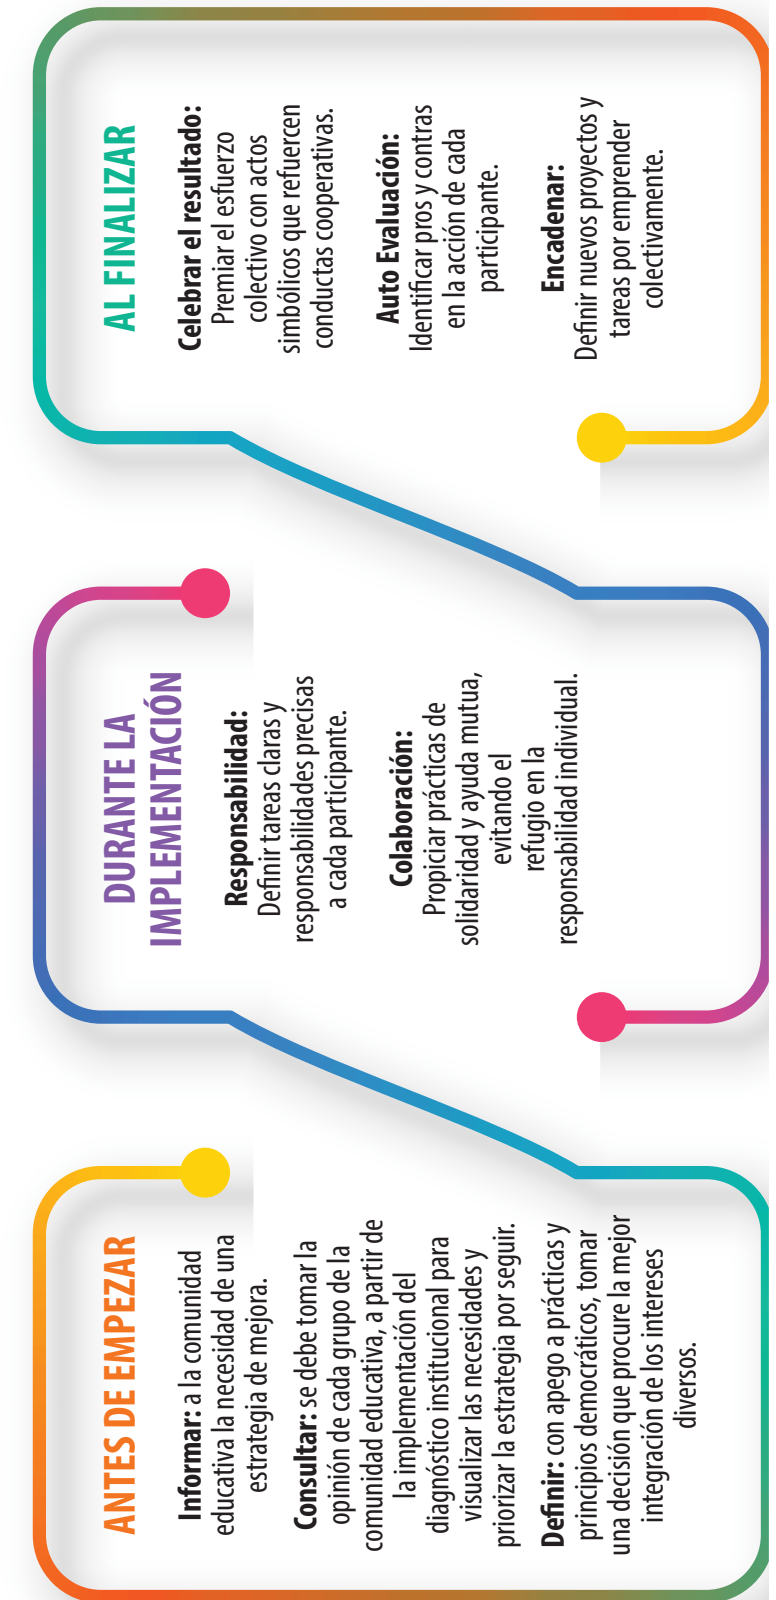 ANTES DE EMPEZAR
Informar: a la comunidad
educativa la necesidad de una
estrategia de mejora.
Consultar: se debe tomar la
opinión de cada grupo de la
comunidad educativa, a partir de
la implementación del
diagnóstico institucional para
visualizar las necesidades y
priorizar la estrategia por seguir.
Definir: con apego a prácticas y
principios democráticos, tomar
una decisión que procure la mejor
integración de los intereses
diversos.
DURANTE LA
IMPLEMENTACIÓN
Responsabilidad:
Definir tareas claras y
responsabilidades precisas
a cada participante.
Colaboración:
Propiciar prácticas de
solidaridad y ayuda mutua,
evitando el
refugio en la
responsabilidad individual.
AL FINALIZAR
Celebrar el resultado:
Premiar el esfuerzo
colectivo con actos
simbólicos que refuercen
conductas cooperativas.
Auto Evaluación:
Identificar pros y contras
en la acción de cada
participante.
Encadenar:
Definir nuevos proyectos y
tareas por emprender
colectivamente.